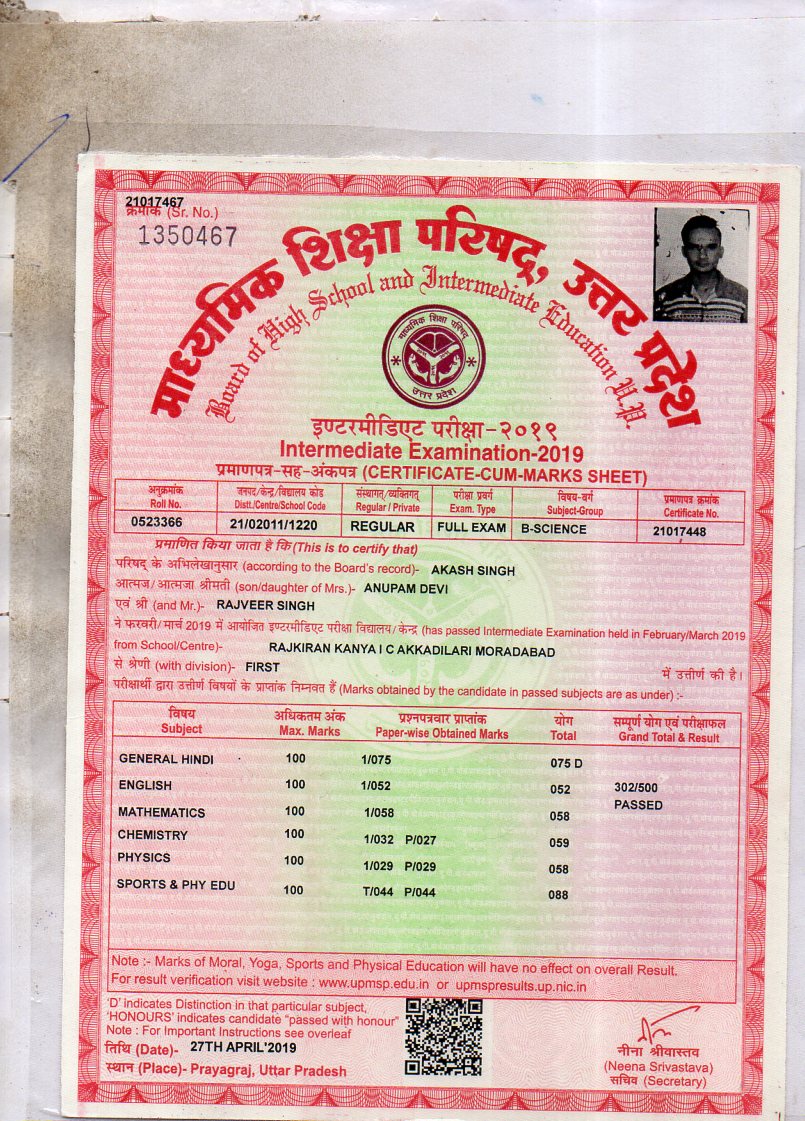 21017467
क्रमांक (Sr. No.)
1350467
माध्यमिक शिक्षा परिषद्, उत्तर प्रदेश
Board of High School and Intermediate Education U.P.
माध्यमिक शिक्षा परिषद्
उत्तर प्रदेश
इण्टरमीडिएट परीक्षा-२०१९
Intermediate Examination-2019
प्रमाणपत्र-सह-अंकपत्र (CERTIFICATE-CUM-MARKS SHEET)
अनुक्रमांक जनपद/केन्द्र/विद्यालय कोड संस्थागत/व्यक्तिगत परीक्षा प्रवर्ग विषय-वर्ग प्रमाणपत्र क्रमांक
Roll No. Distt./Centre/School Code Regular / Private Exam. Type Subject-Group Certificate No.
0523366 21/02011/1220 REGULAR FULL EXAM B-SCIENCE 21017448
प्रमाणित किया जाता है कि (This is to certify that)
परिषद् के अभिलेखानुसार (according to the Board's record)- AKASH SINGH
आत्मज/आत्मजा श्रीमती (son/daughter of Mrs.)- ANUPAM DEVI
एवं श्री (and Mr.)- RAJVEER SINGH
ने फरवरी/मार्च 2019 में आयोजित इण्टरमीडिएट परीक्षा विद्यालय/केन्द्र (has passed Intermediate Examination held in February/March 2019
from School/Centre)- RAJKIRAN KANYA I C AKKADILARI MORADABAD
से श्रेणी (with division)- FIRST में उत्तीर्ण की है।
परीक्षार्थी द्वारा उत्तीर्ण विषयों के प्राप्तांक निम्नवत हैं (Marks obtained by the candidate in passed subjects are as under) :-
विषय अधिकतम अंक प्रश्नपत्रवार प्राप्तांक योग सम्पूर्ण योग एवं परीक्षाफल
Subject Max. Marks Paper-wise Obtained Marks Total Grand Total & Result
GENERAL HINDI 100 1/075 075 D
ENGLISH 100 1/052 052 302/500
PASSED
MATHEMATICS 100 1/058 058
CHEMISTRY 100 1/032 P/027 059
PHYSICS 100 1/029 P/029 058
SPORTS & PHY EDU 100 T/044 P/044 088
Note :- Marks of Moral, Yoga, Sports and Physical Education will have no effect on overall Result.
For result verification visit website : www.upmsp.edu.in or upmspresults.up.nic.in
'D' indicates Distinction in that particular subject,
'HONOURS' indicates candidate "passed with honour"
Note : For Important Instructions see overleaf
तिथि (Date)- 27TH APRIL'2019
स्थान (Place)- Prayagraj, Uttar Pradesh
नीना श्रीवास्तव
(Neena Srivastava)
सचिव (Secretary)